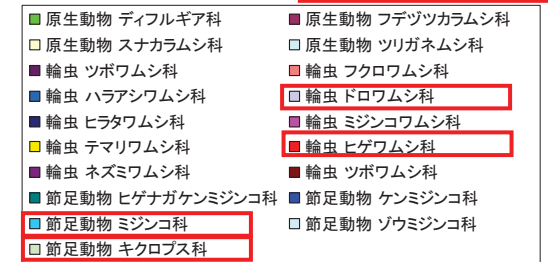 原生動物 ディフルギア科 原生動物 フデヅツカラムシ科
原生動物 スナカラムシ科 原生動物 ツリガネムシ科
輪虫 ツボワムシ科 輪虫 フクロワムシ科
輪虫 ハラアシワムシ科 輪虫 ドロワムシ科
輪虫 ヒラタワムシ科 輪虫 ミジンコワムシ科
輪虫 テマリワムシ科 輪虫 ヒゲワムシ科
輪虫 ネズミワムシ科 輪虫 ツボワムシ科
節足動物 ヒゲナガケンミジンコ科 節足動物 ケンミジンコ科
節足動物 ミジンコ科 節足動物 ゾウミジンコ科
節足動物 キクロプス科